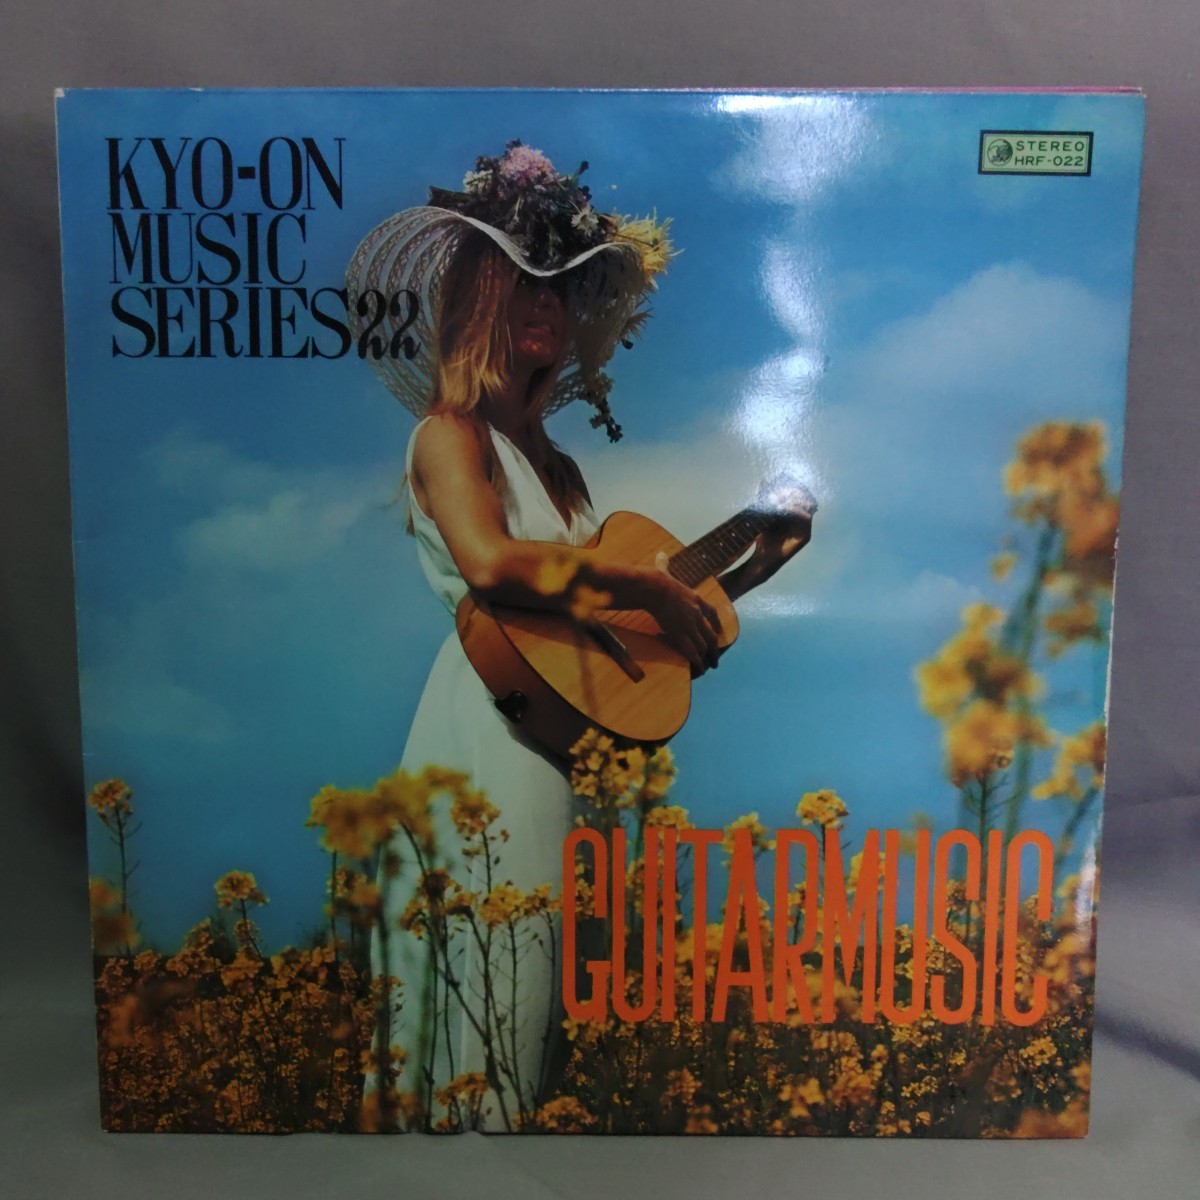 KYO-ON
MUSIC
SERIES22
STEREO
HRF-022
GUITARMUSIC